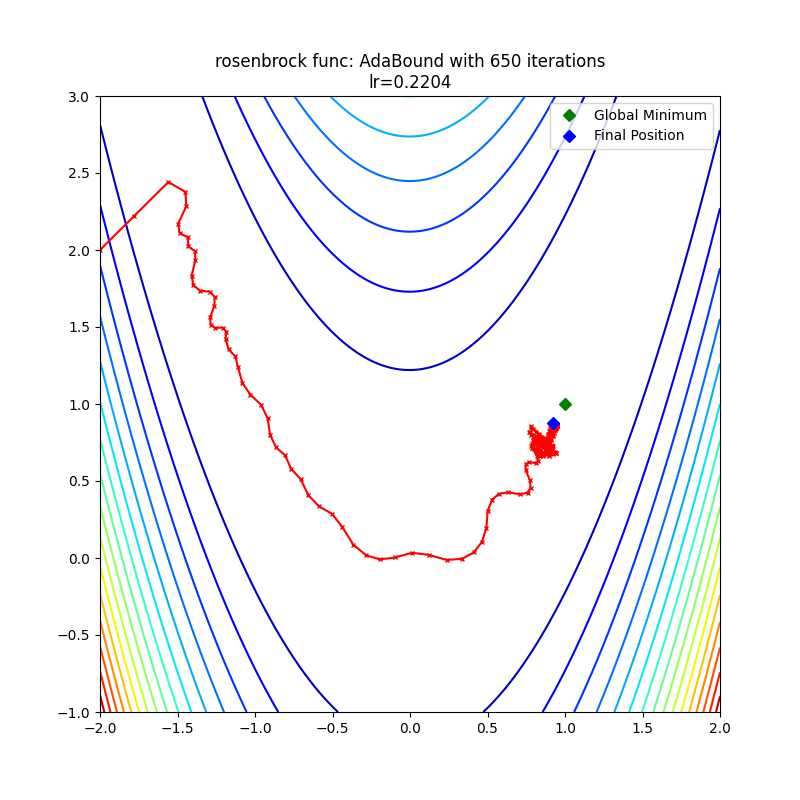 rosenbrock func: AdaBound with 650 iterations
lr=0.2204
3.0
Global Minimum
Final Position
2.5
2.0
1.5
1.0
0.5
0.0
−0.5
−1.0
−2.0 −1.5 −1.0 −0.5 0.0 0.5 1.0 1.5 2.0